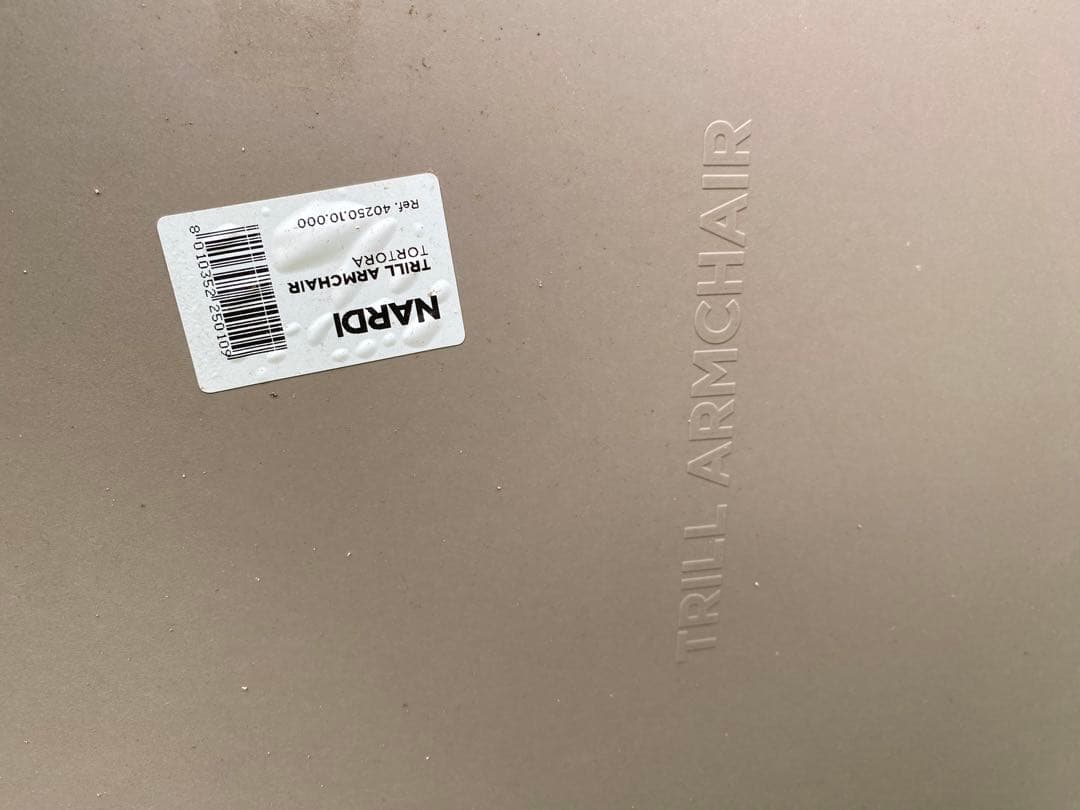 NARDI
TRILL ARMCHAIR
TORTORA
Ref. 40250.10.000
8 010352 250109
TRILL ARMCHAIR